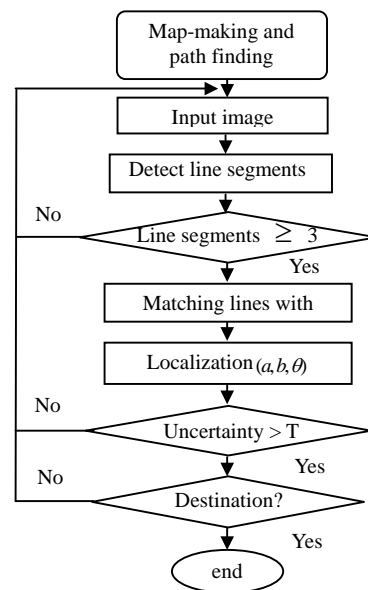 Map-making and
path finding
Input image
Detect line segments
No
Line segments ≥ 3
Yes
Matching lines with
Localization (a,b,θ)
No
Uncertainty > T
No
Yes
Destination?
Yes
end